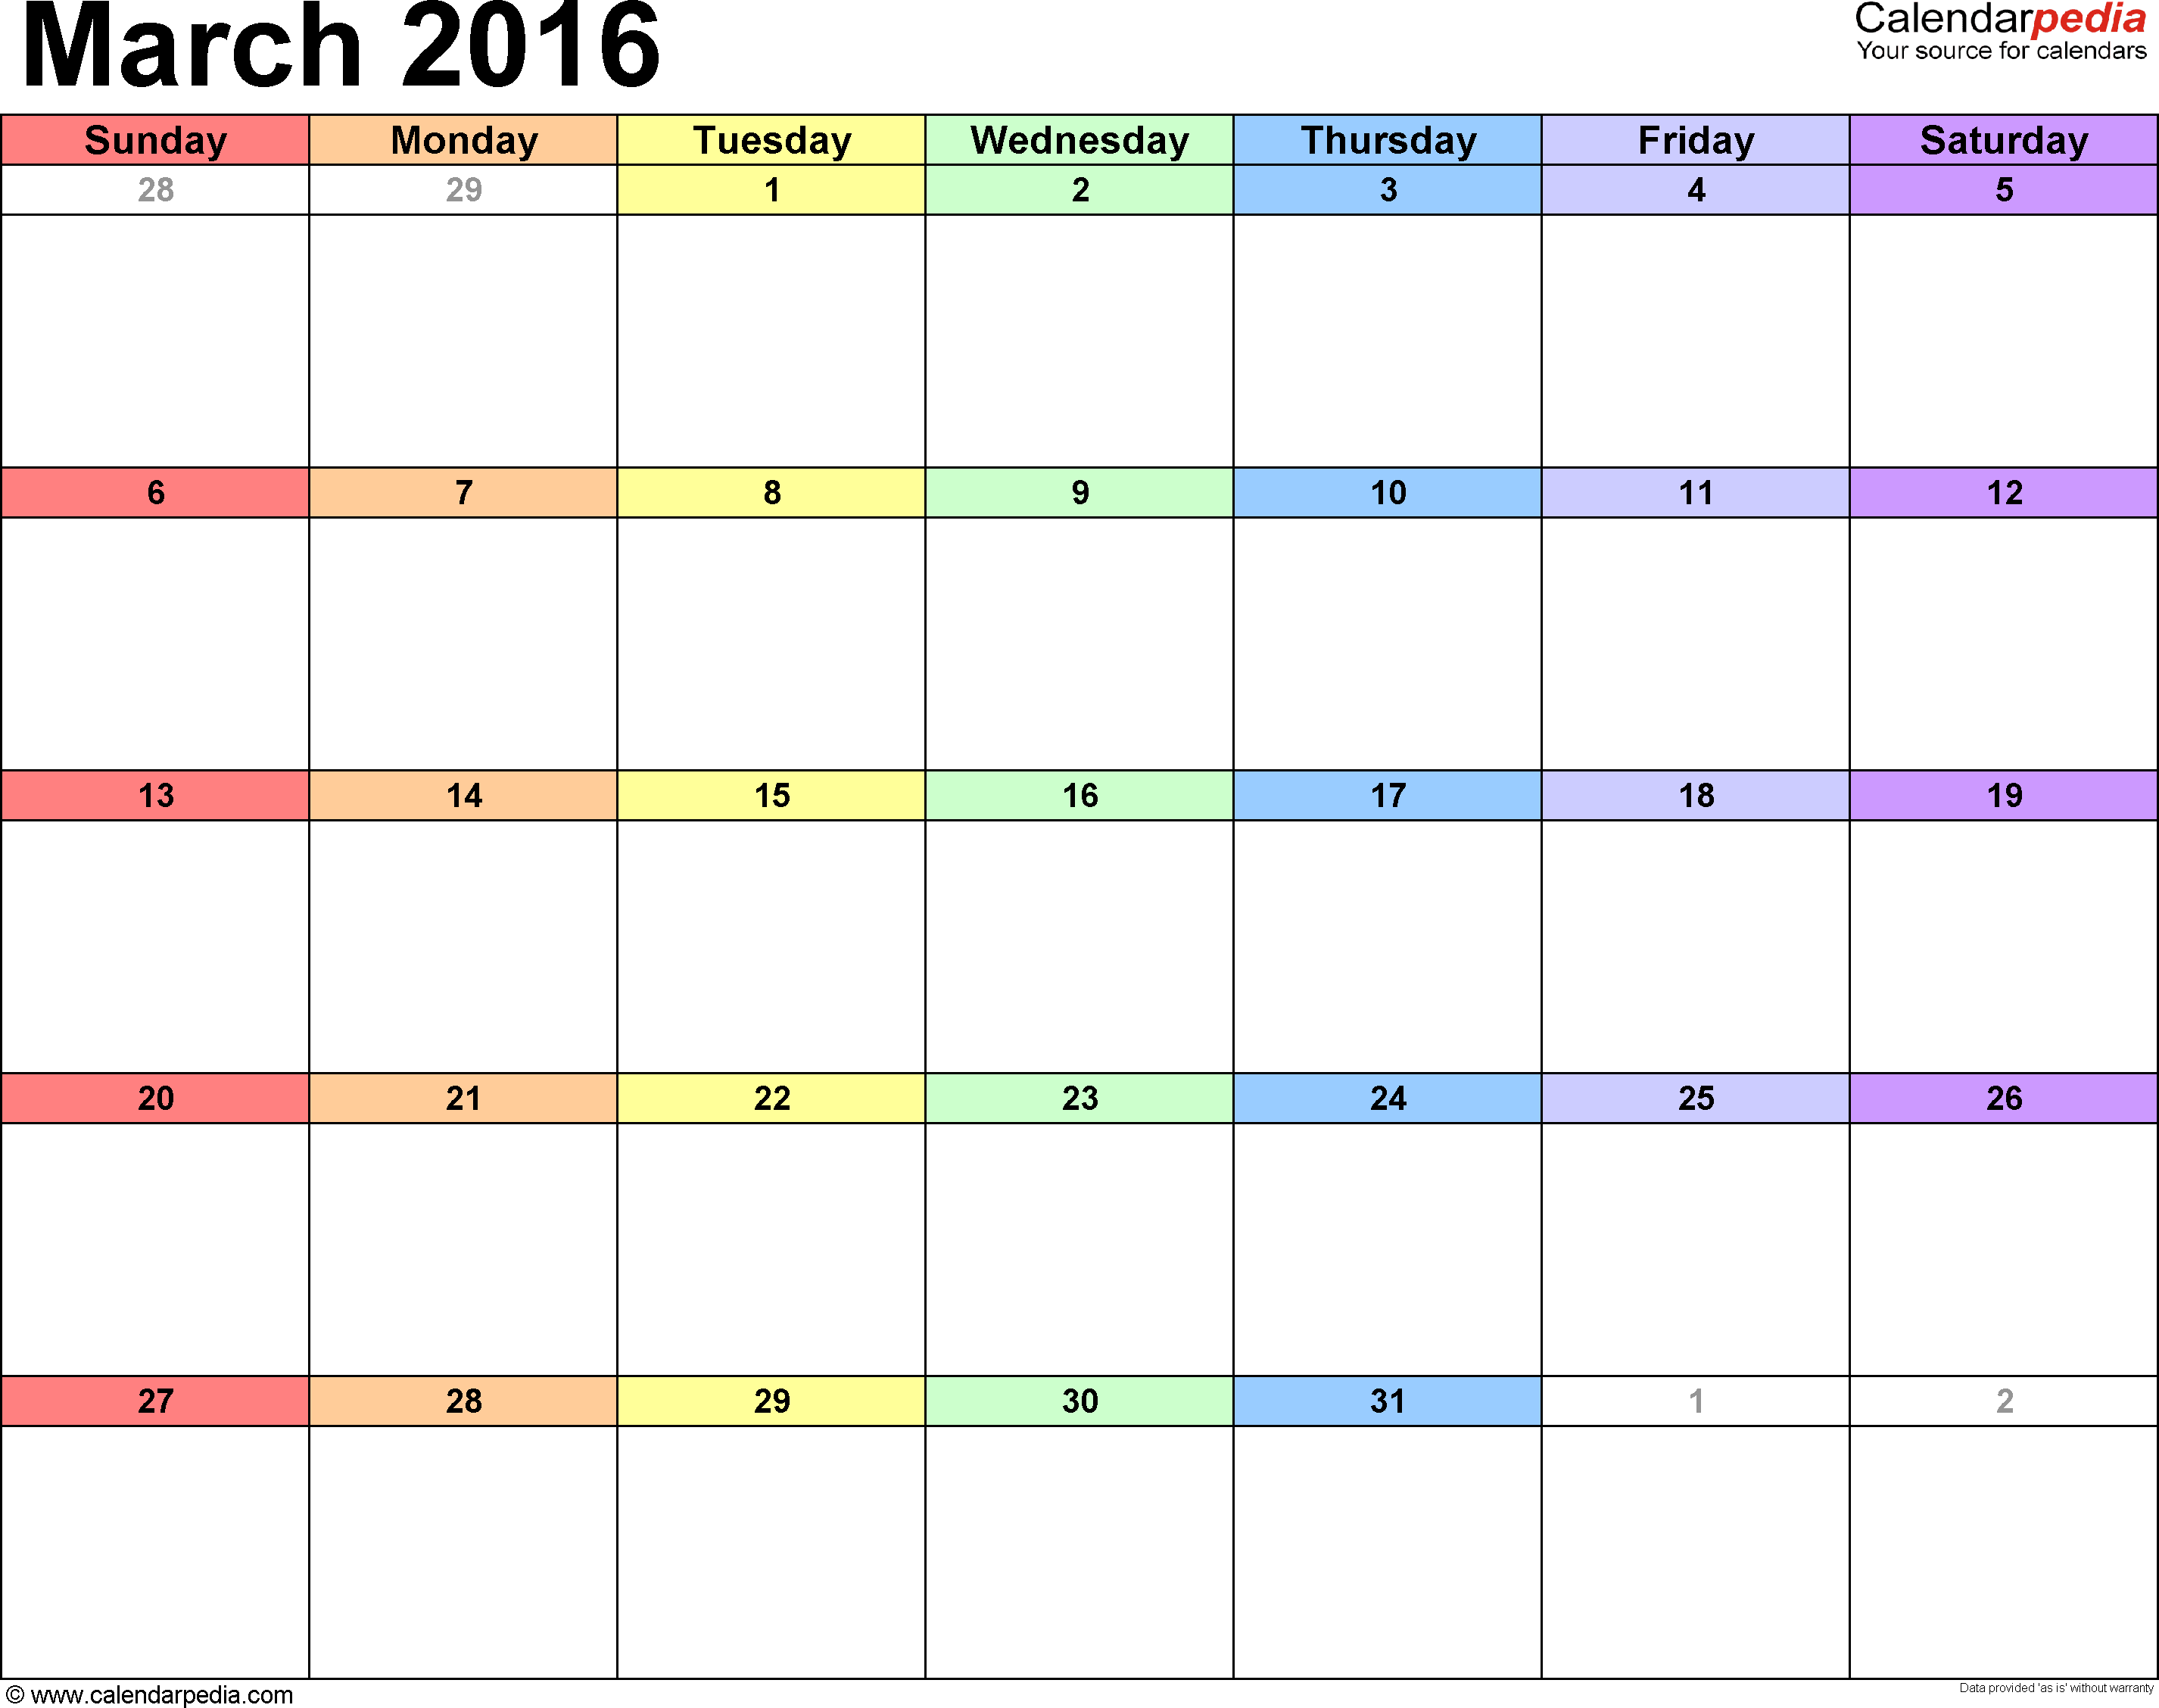 March 2016
Calendarpedia
Your source for calendars
Sunday Monday Tuesday Wednesday Thursday Friday Saturday
28 29 1 2 3 4 5
6 7 8 9 10 11 12
13 14 15 16 17 18 19
20 21 22 23 24 25 26
27 28 29 30 31 1 2
© www.calendarpedia.com
Data provided 'as is' without warranty